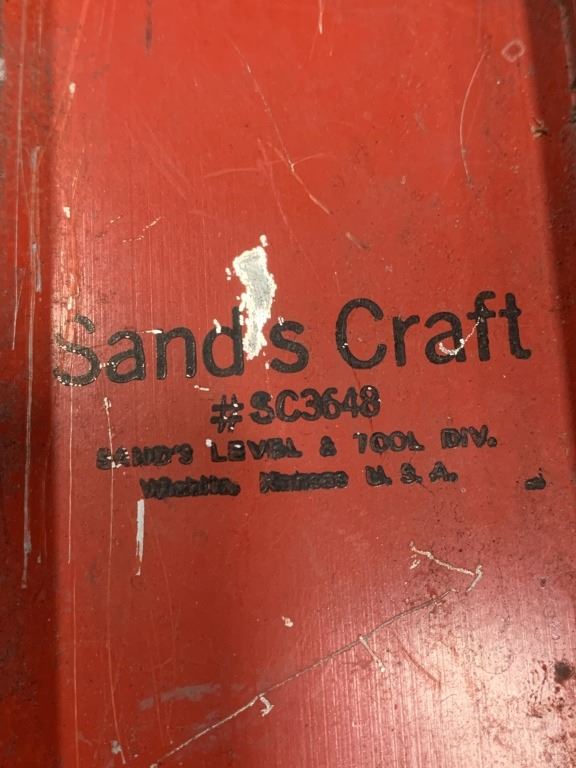 Sand's Craft
#SC3648
SAND'S LEVEL & TOOL DIV.
Wichita, Kansas U.S.A.